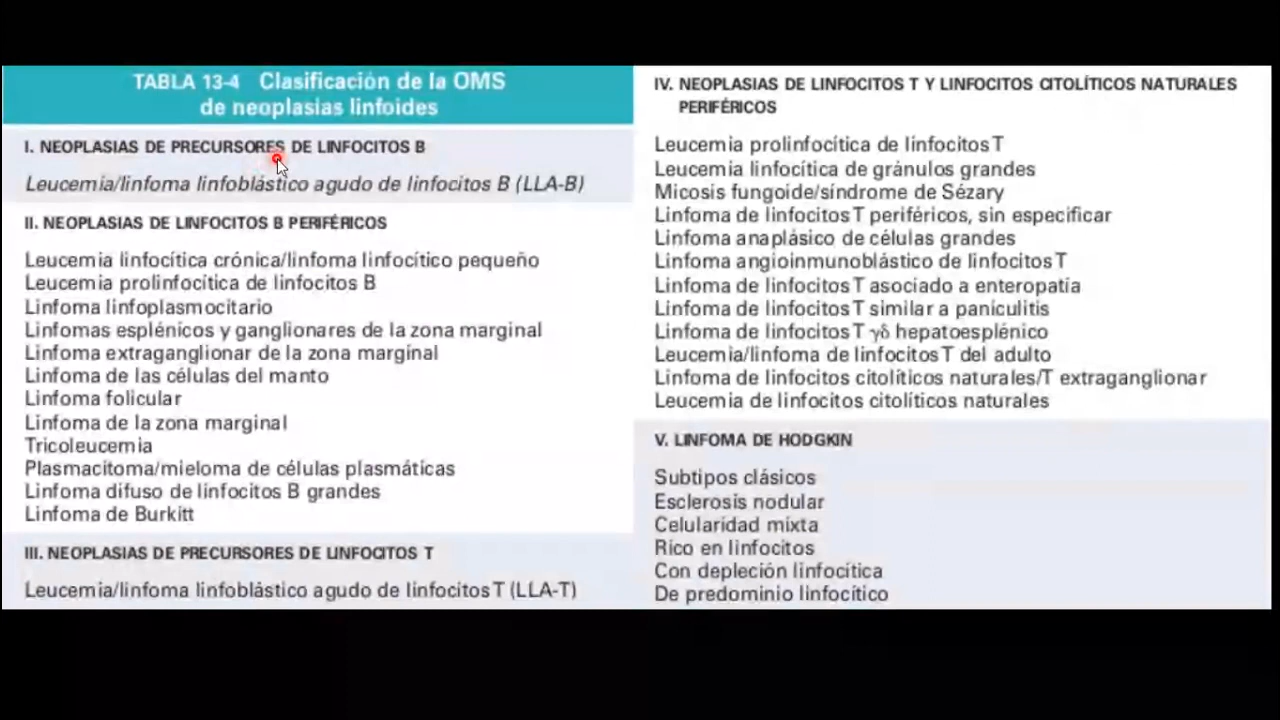 TABLA 13-4 Clasificación de la OMS
de neoplasias linfoides
I. NEOPLASIAS DE PRECURSORES DE LINFOCITOS B
Leucemia/linfoma linfoblástico agudo de linfocitos B (LLA-B)
II. NEOPLASIAS DE LINFOCITOS B PERIFÉRICOS
Leucemia linfocítica crónica/linfoma linfocítico pequeño
Leucemia prolinfocítica de linfocitos B
Linfoma linfoplasmocitario
Linfomas esplénicos y ganglionares de la zona marginal
Linfoma extraganglionar de la zona marginal
Linfoma de las células del manto
Linfoma folicular
Linfoma de la zona marginal
Tricoleucemia
Plasmacitoma/mieloma de células plasmáticas
Linfoma difuso de linfocitos B grandes
Linfoma de Burkitt
III. NEOPLASIAS DE PRECURSORES DE LINFOCITOS T
Leucemia/linfoma linfoblástico agudo de linfocitos T (LLA-T)
IV. NEOPLASIAS DE LINFOCITOS T Y LINFOCITOS CITOLÍTICOS NATURALES
PERIFÉRICOS
Leucemia prolinfocítica de linfocitos T
Leucemia linfocítica de gránulos grandes
Micosis fungoide/síndrome de Sézary
Linfoma de linfocitos T periféricos, sin especificar
Linfoma anaplásico de células grandes
Linfoma angioinmunoblástico de linfocitos T
Linfoma de linfocitos T asociado a enteropatía
Linfoma de linfocitos T similar a paniculitis
Linfoma de linfocitos T γδ hepatoesplénico
Leucemia/linfoma de linfocitos T del adulto
Linfoma de linfocitos citolíticos naturales/T extraganglionar
Leucemia de linfocitos citolíticos naturales
V. LINFOMA DE HODGKIN
Subtipos clásicos
Esclerosis nodular
Celularidad mixta
Rico en linfocitos
Con depleción linfocítica
De predominio linfocítico